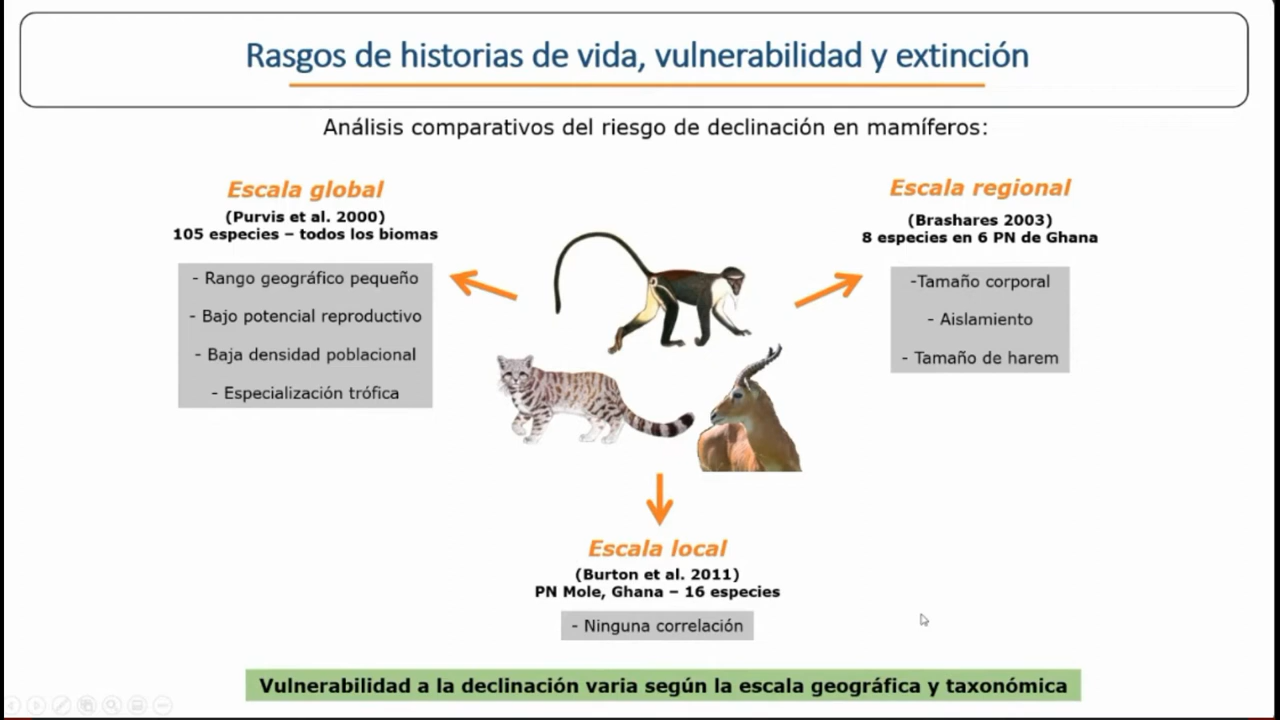 Rasgos de historias de vida, vulnerabilidad y extinción
Análisis comparativos del riesgo de declinación en mamíferos:
Escala global
(Purvis et al. 2000)
105 especies – todos los biomas
- Rango geográfico pequeño
- Bajo potencial reproductivo
- Baja densidad poblacional
- Especialización trófica
Escala regional
(Brashares 2003)
8 especies en 6 PN de Ghana
-Tamaño corporal
- Aislamiento
- Tamaño de harem
Escala local
(Burton et al. 2011)
PN Mole, Ghana – 16 especies
- Ninguna correlación
Vulnerabilidad a la declinación varia según la escala geográfica y taxonómica